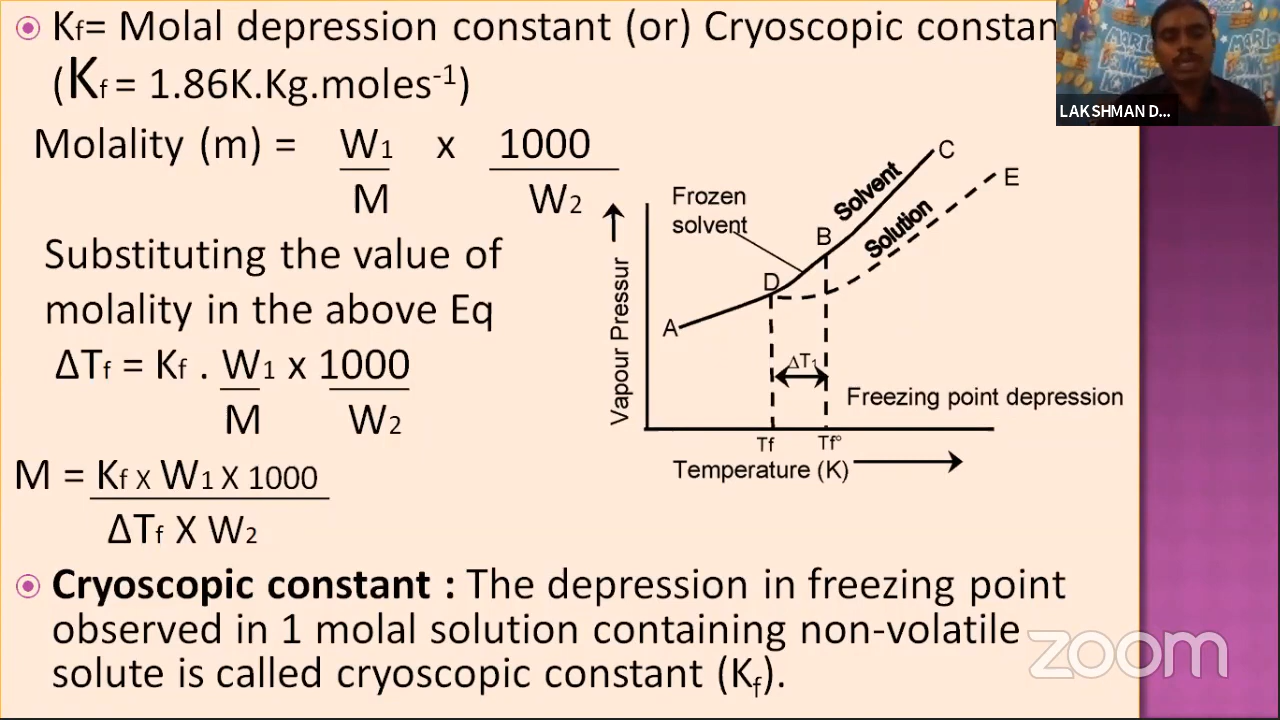 Kf= Molal depression constant (or) Cryoscopic constan
(Kf = 1.86K.Kg.moles⁻¹)
Molality (m) = W1 x 1000
M W2
Substituting the value of
molality in the above Eq
ΔTf = Kf . W1 x 1000
M W2
M = Kf X W1 X 1000
ΔTf X W2
Cryoscopic constant : The depression in freezing point
observed in 1 molal solution containing non-volatile
solute is called cryoscopic constant (Kf).
LAKSHMAN D...
C
E
Solvent
Solution
Frozen
solvent
B
D
A
Vapour Pressur
ΔT1
Freezing point depression
Tf Tf°
Temperature (K)
zoom